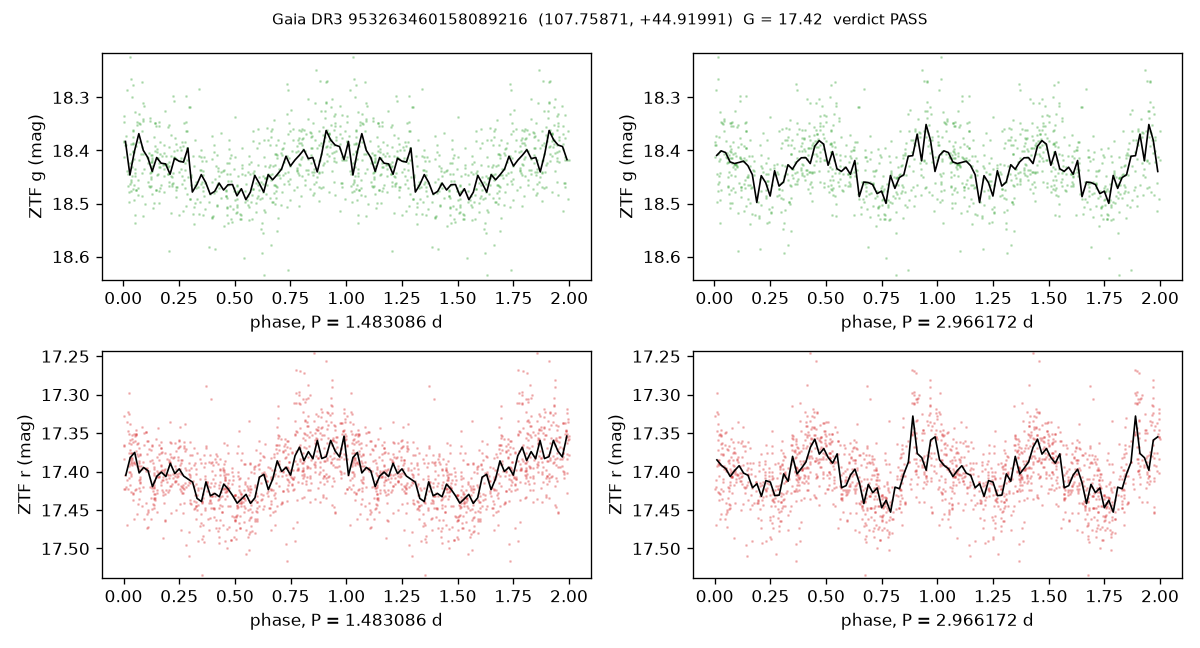 Gaia DR3 953263460158089216 (107.75871, +44.91991) G = 17.42 verdict PASS
ZTF g (mag)
18.3
18.4
18.5
18.6
0.00 0.25 0.50 0.75 1.00 1.25 1.50 1.75 2.00
phase, P = 1.483086 d
ZTF g (mag)
18.3
18.4
18.5
18.6
0.00 0.25 0.50 0.75 1.00 1.25 1.50 1.75 2.00
phase, P = 2.966172 d
ZTF r (mag)
17.25
17.30
17.35
17.40
17.45
17.50
0.00 0.25 0.50 0.75 1.00 1.25 1.50 1.75 2.00
phase, P = 1.483086 d
ZTF r (mag)
17.25
17.30
17.35
17.40
17.45
17.50
0.00 0.25 0.50 0.75 1.00 1.25 1.50 1.75 2.00
phase, P = 2.966172 d